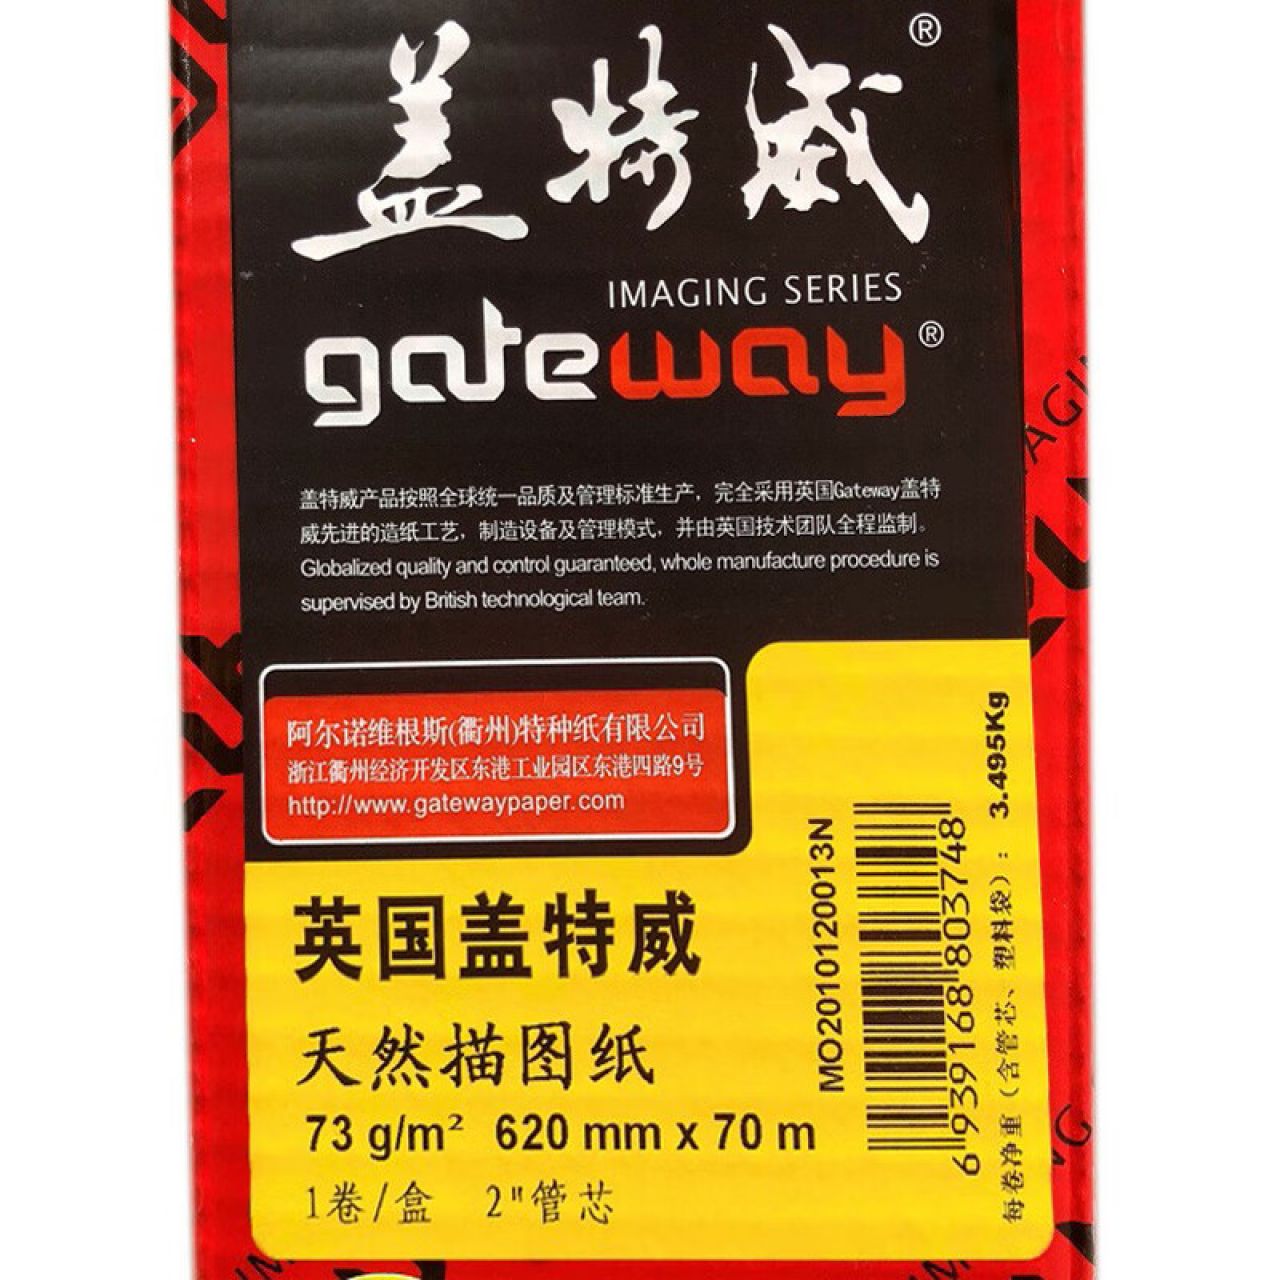 盖特威®
IMAGING SERIES
gateway®
盖特威产品按照全球统一品质及管理标准生产，完全采用英国Gateway盖特
威先进的造纸工艺，制造设备及管理模式，并由英国技术团队全程监制。
Globalized quality and control guaranteed, whole manufacture procedure is
supervised by British technological team.
阿尔诺维根斯(衢州)特种纸有限公司
浙江衢州经济开发区东港工业园区东港四路9号
http://www.gatewaypaper.com
英国盖特威
天然描图纸
73 g/m² 620 mm x 70 m
1卷/盒 2"管芯
MO2010120013N
6939168803748
每卷净重（含管芯、塑料袋）：3.495Kg